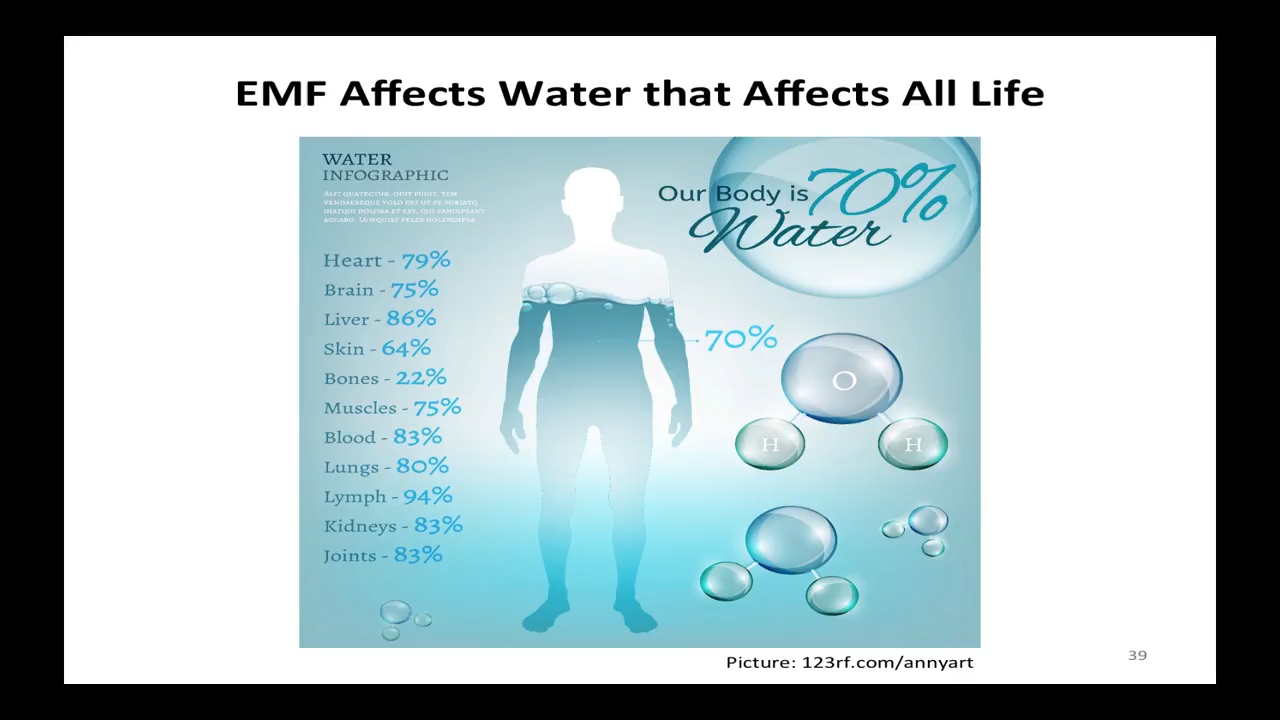 EMF Affects Water that Affects All Life
WATER
INFOGRAPHIC
Our Body is 70%
Water
Heart - 79%
Brain - 75%
Liver - 86%
Skin - 64%
Bones - 22%
Muscles - 75%
Blood - 83%
Lungs - 80%
Lymph - 94%
Kidneys - 83%
Joints - 83%
70%
O
H H
Picture: 123rf.com/annyart
39